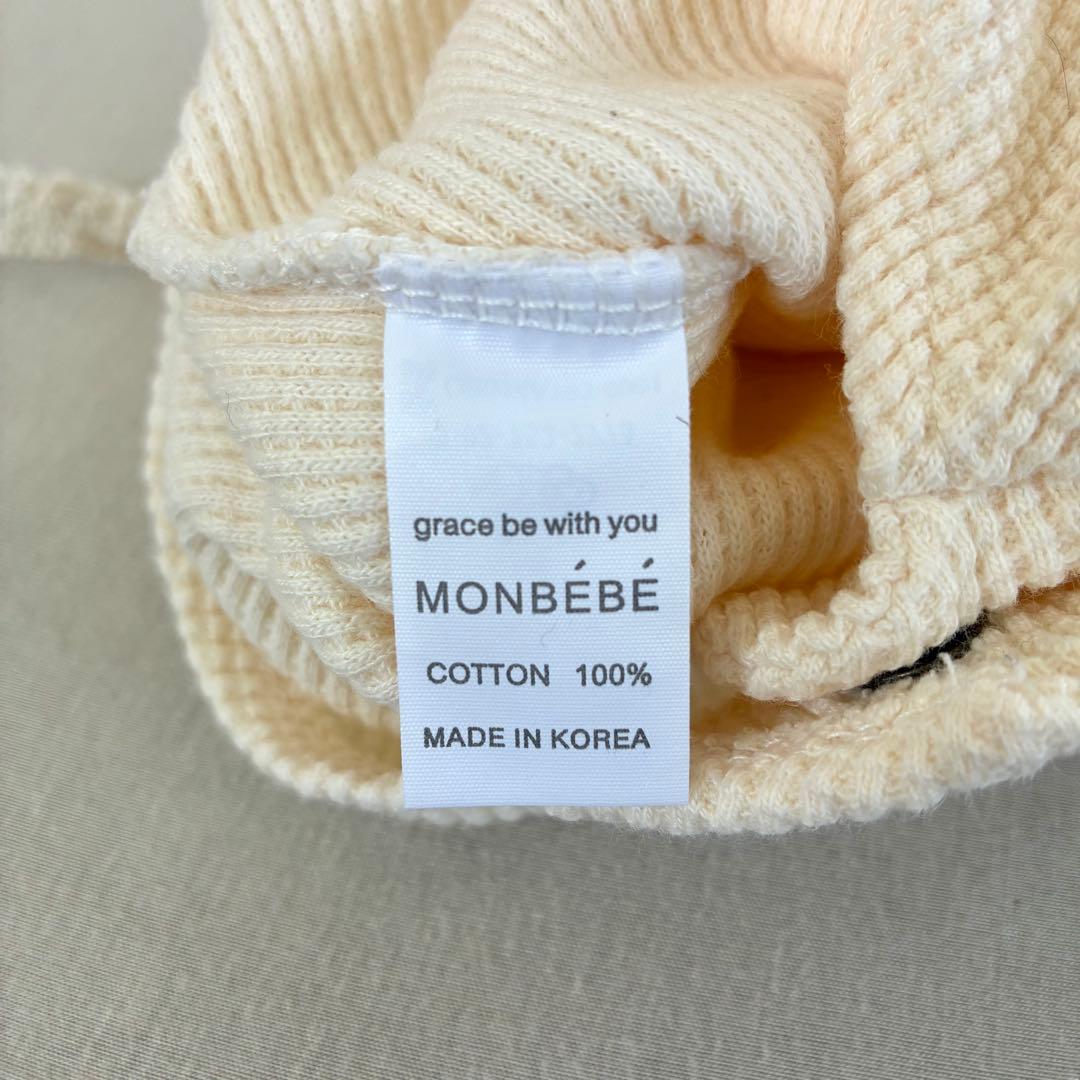 grace be with you
MONBÉBÉ
COTTON 100%
MADE IN KOREA